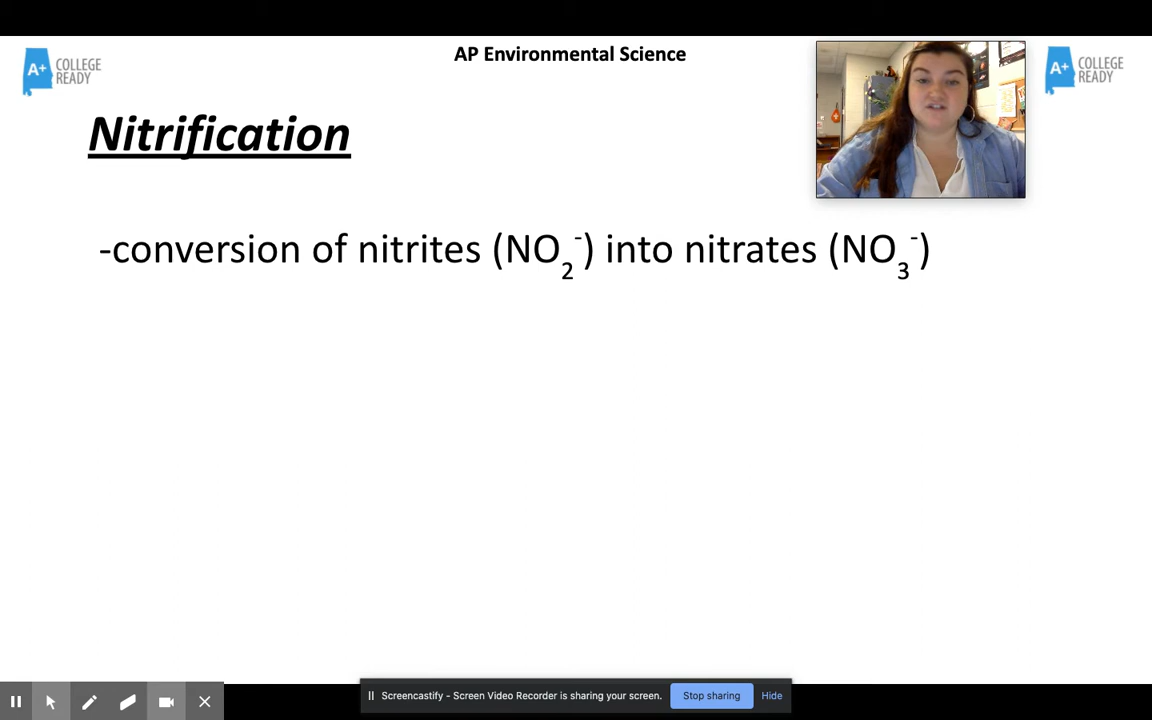 AP Environmental Science
A+ COLLEGE READY
A+ COLLEGE READY
Nitrification
-conversion of nitrites (NO₂⁻) into nitrates (NO₃⁻)
Screencastify - Screen Video Recorder is sharing your screen. Stop sharing Hide